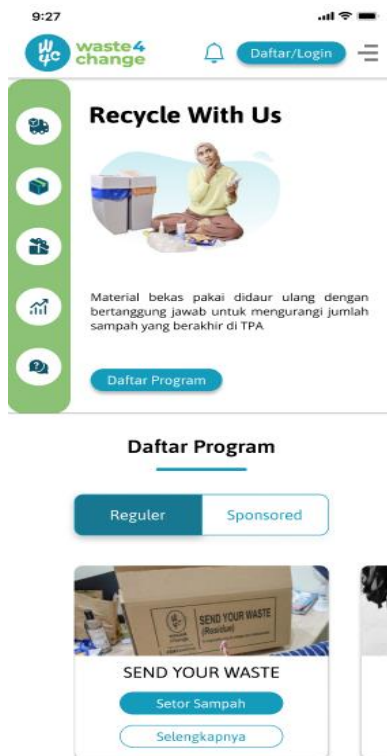 9:27
waste4
change
Daftar/Login
Recycle With Us
Material bekas pakai didaur ulang dengan
bertanggung jawab untuk mengurangi jumlah
sampah yang berakhir di TPA
Daftar Program
Daftar Program
Reguler
Sponsored
SEND YOUR WASTE
(Residue)
SEND YOUR WASTE
Setor Sampah
Selengkapnya